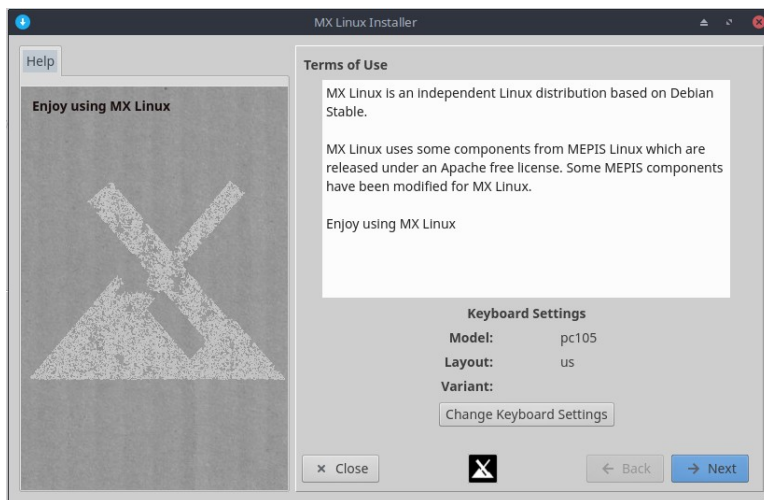 MX Linux Installer
Help
Enjoy using MX Linux
Terms of Use
MX Linux is an independent Linux distribution based on Debian
Stable.
MX Linux uses some components from MEPIS Linux which are
released under an Apache free license. Some MEPIS components
have been modified for MX Linux.
Enjoy using MX Linux
Keyboard Settings
Model: pc105
Layout: us
Variant:
Change Keyboard Settings
Close
Back
Next